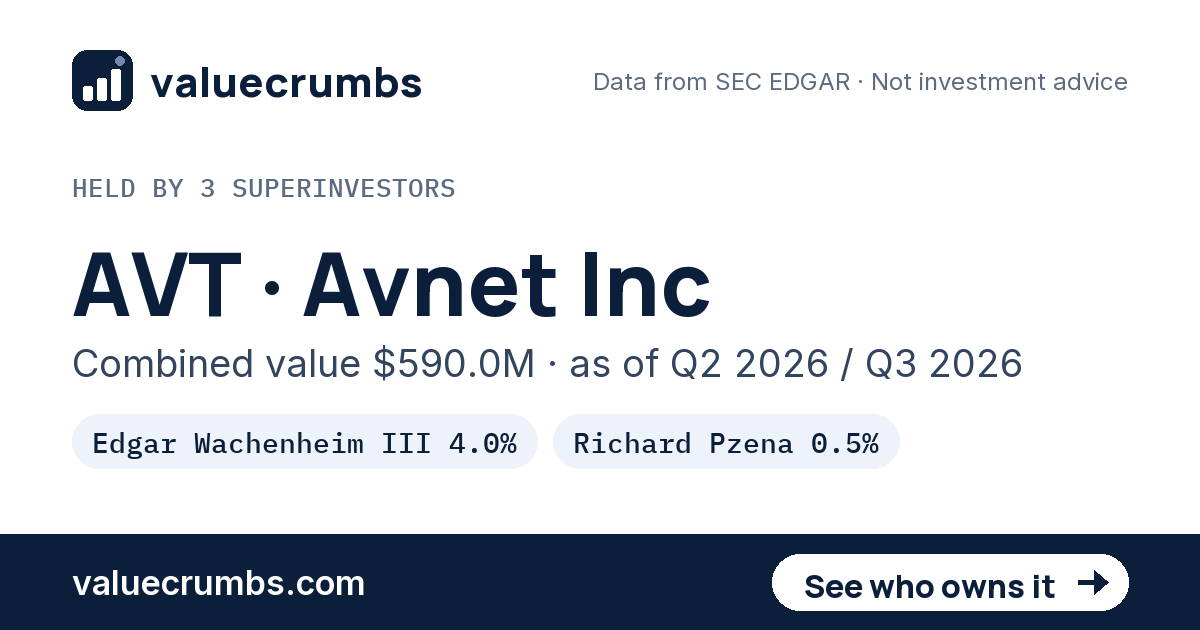 valuecrumbs
Data from SEC EDGAR · Not investment advice
HELD BY 3 SUPERINVESTORS
AVT · Avnet Inc
Combined value $590.0M · as of Q2 2026 / Q3 2026
Edgar Wachenheim III 4.0%
Richard Pzena 0.5%
valuecrumbs.com
See who owns it →